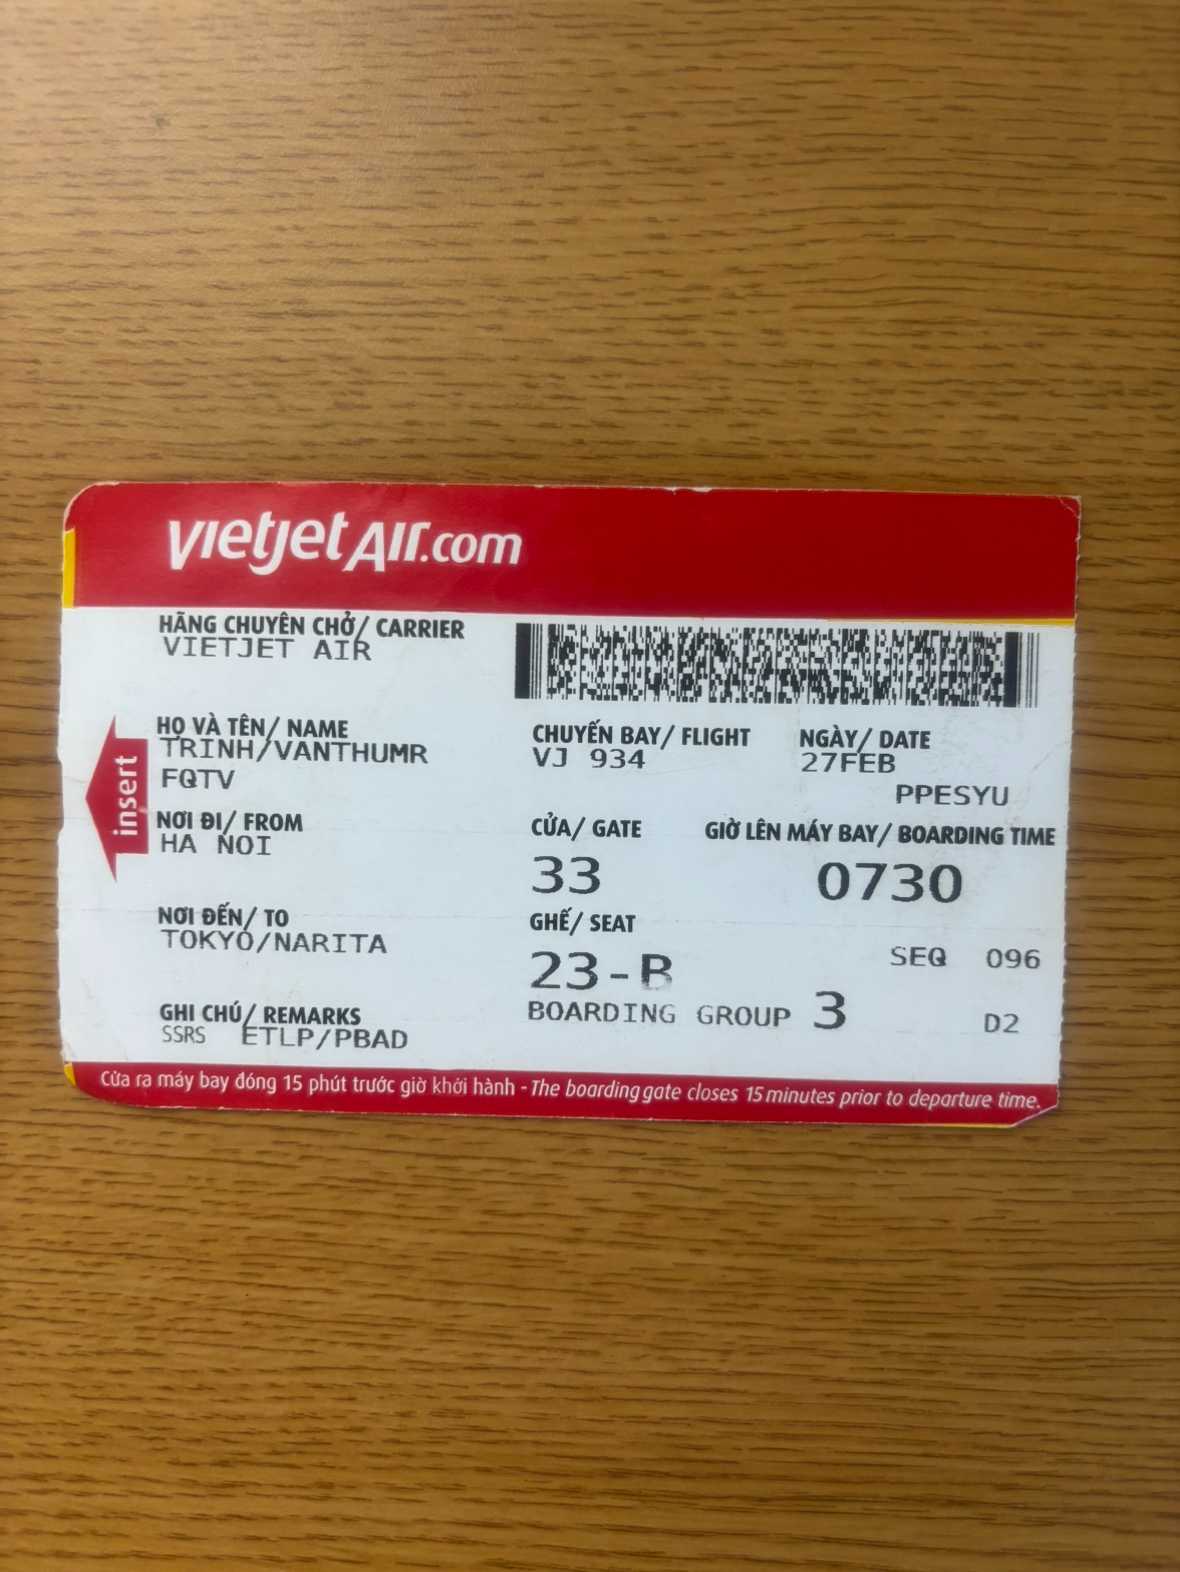 vietjetAir.com
HÃNG CHUYÊN CHỞ/ CARRIER
VIETJET AIR
HỌ VÀ TÊN/ NAME
TRINH/VANTHUMR
FQTV
CHUYẾN BAY/ FLIGHT
VJ 934
NGÀY/ DATE
27FEB
PPESYU
insert
NƠI ĐI/ FROM
HA NOI
CỬA/ GATE
33
GIỜ LÊN MÁY BAY/ BOARDING TIME
0730
NƠI ĐẾN/ TO
TOKYO/NARITA
GHẾ/ SEAT
23-B
SEQ 096
BOARDING GROUP 3
D2
GHI CHÚ/ REMARKS
SSRS ETLP/PBAD
Cửa ra máy bay đóng 15 phút trước giờ khởi hành - The boarding gate closes 15 minutes prior to departure time.